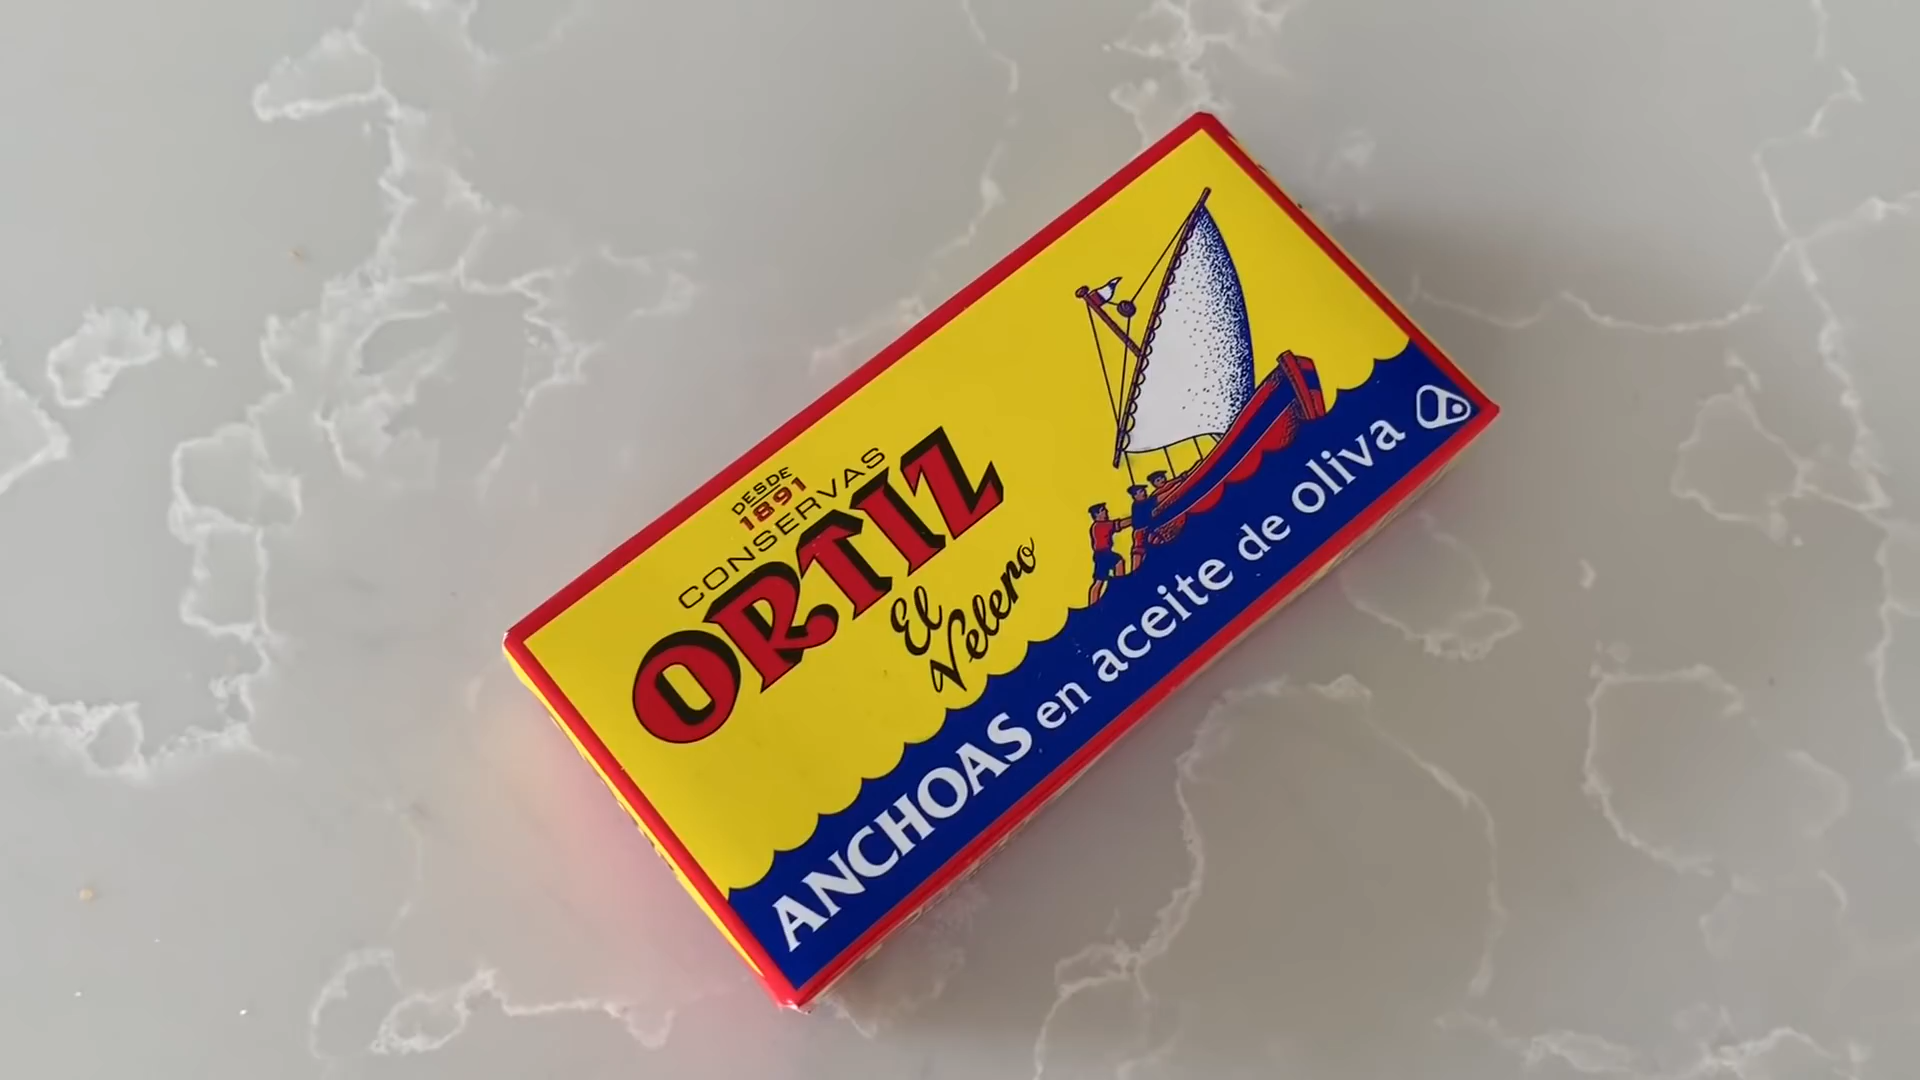 DESDE
1891
CONSERVAS
ORTIZ
El
Velero
ANCHOAS en aceite de oliva